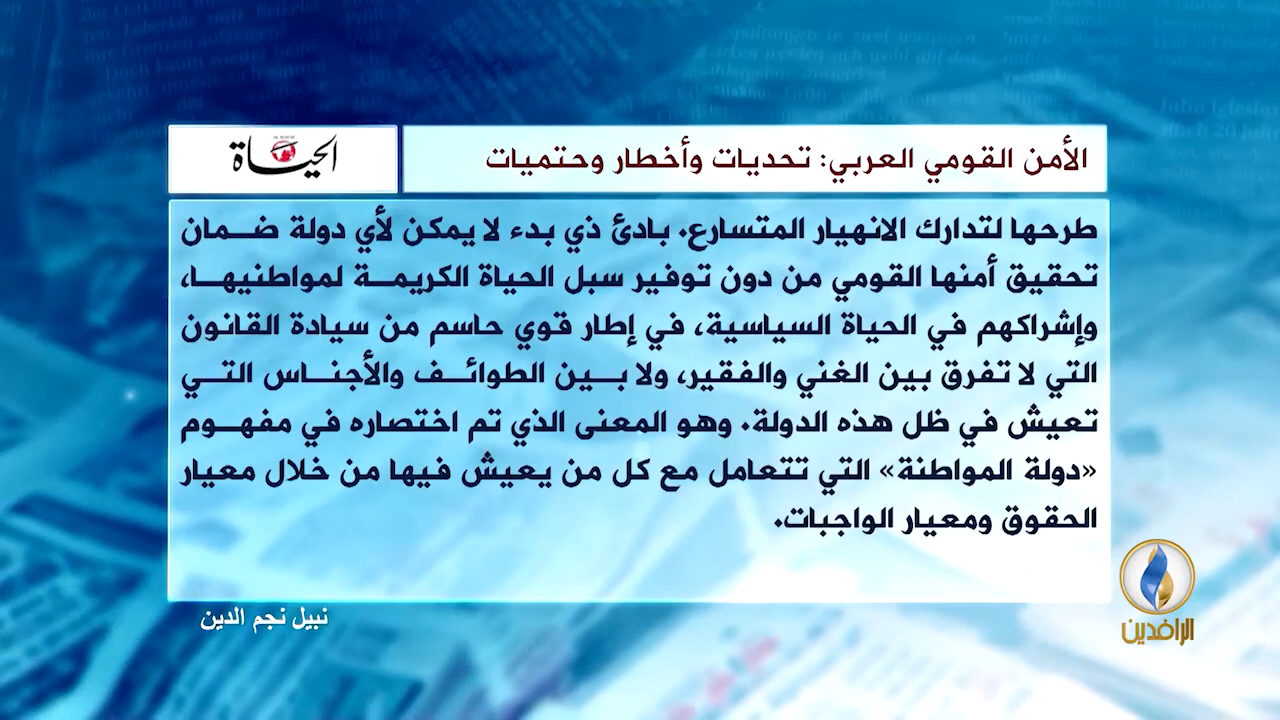 الحياة
الأمن القومي العربي: تحديات وأخطار وحتميات
طرحها لتدارك الانهيار المتسارع. بادئ ذي بدء لا يمكن لأي دولة ضمان
تحقيق أمنها القومي من دون توفير سبل الحياة الكريمة لمواطنيها،
وإشراكهم في الحياة السياسية، في إطار قوي حاسم من سيادة القانون
التي لا تفرق بين الغني والفقير، ولا بين الطوائف والأجناس التي
تعيش في ظل هذه الدولة. وهو المعنى الذي تم اختصاره في مفهوم
«دولة المواطنة» التي تتعامل مع كل من يعيش فيها من خلال معيار
الحقوق ومعيار الواجبات.
نبيل نجم الدين
الرافدين